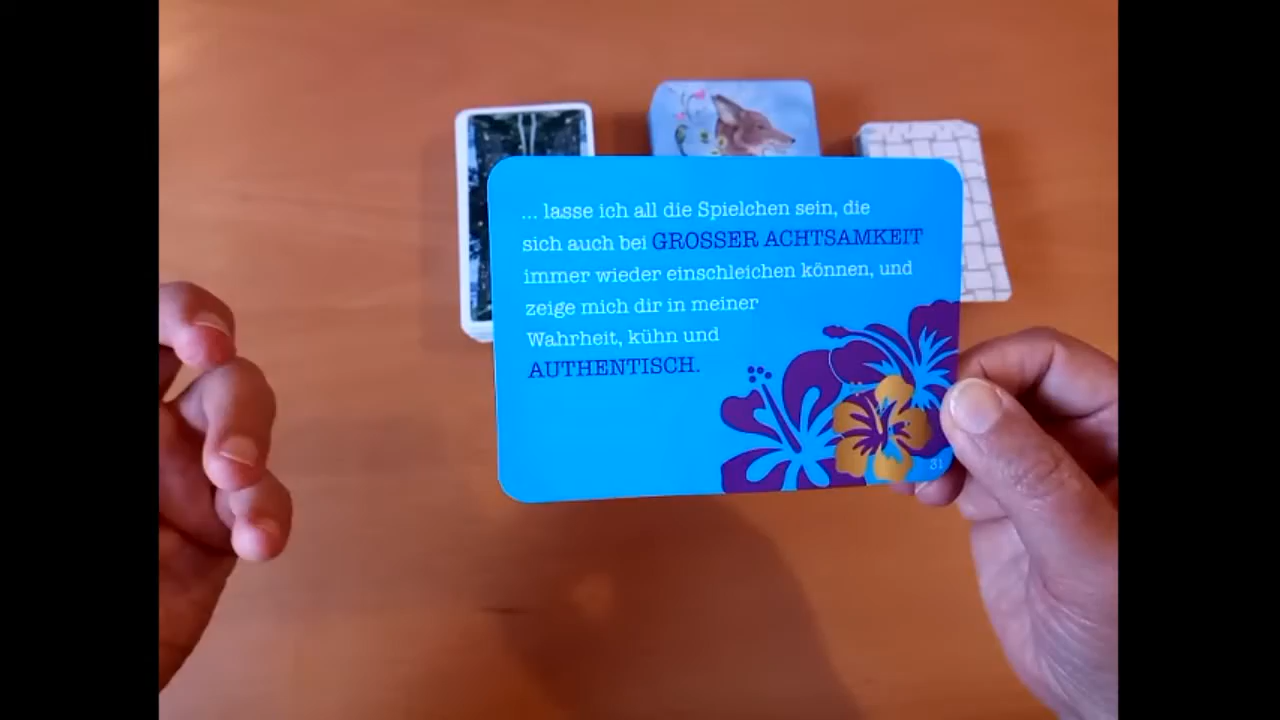 ... lasse ich all die Spielchen sein, die
sich auch bei GROSSER ACHTSAMKEIT
immer wieder einschleichen können, und
zeige mich dir in meiner
Wahrheit, kühn und
AUTHENTISCH.
31